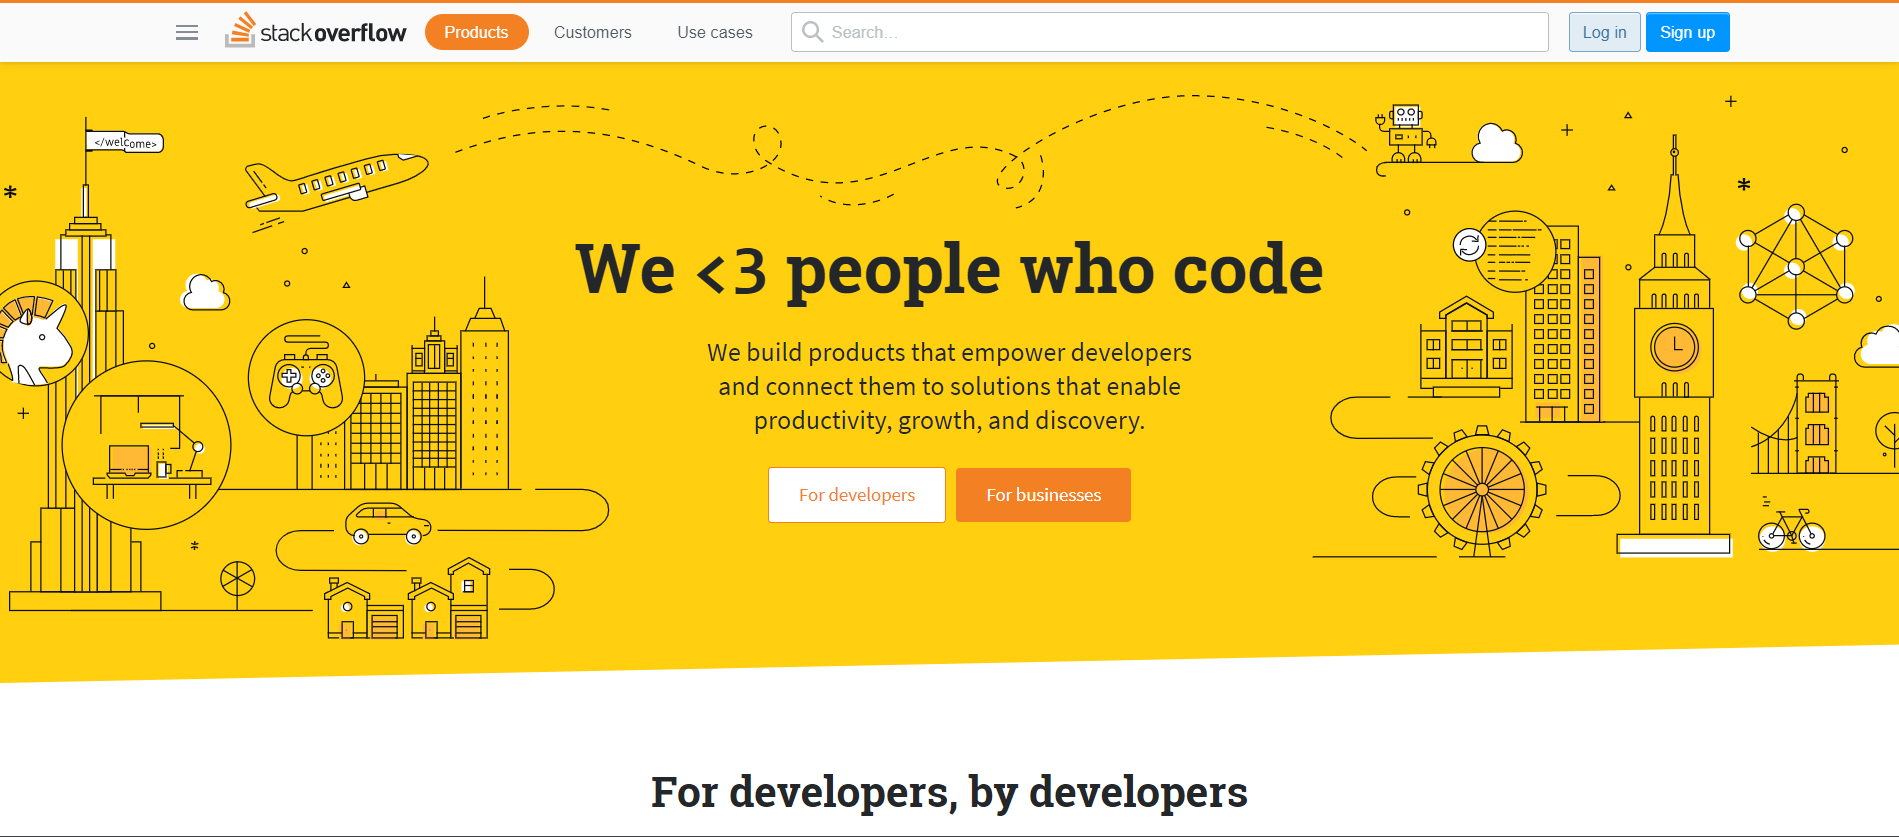 stackoverflow
Products
Customers
Use cases
Search...
Log in
Sign up
</welcome>
We <3 people who code
We build products that empower developers
and connect them to solutions that enable
productivity, growth, and discovery.
For developers
For businesses
For developers, by developers